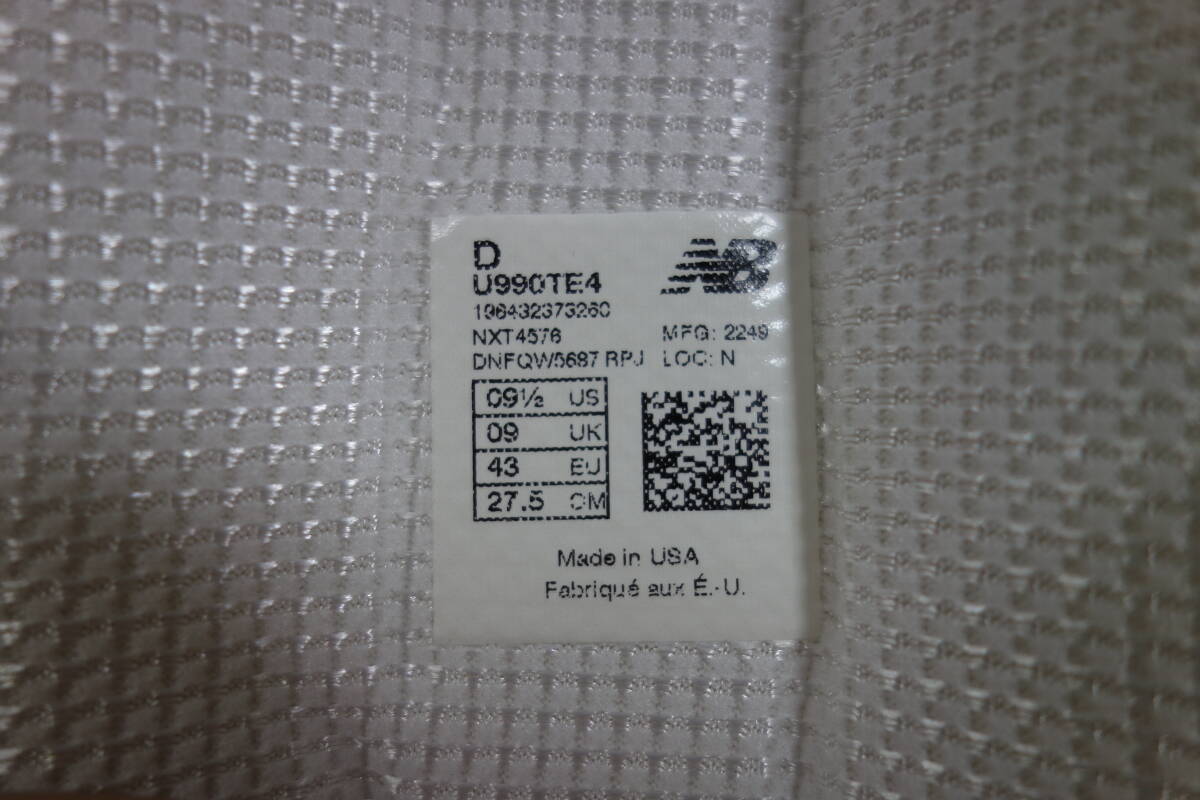 D
NB
U990TE4
196432373260
NXT4576 MFG: 2249
DNFQW5687 RPJ LOC: N
09½ US
09 UK
43 EU
27.5 CM
Made in USA
Fabriqué aux É.-U.